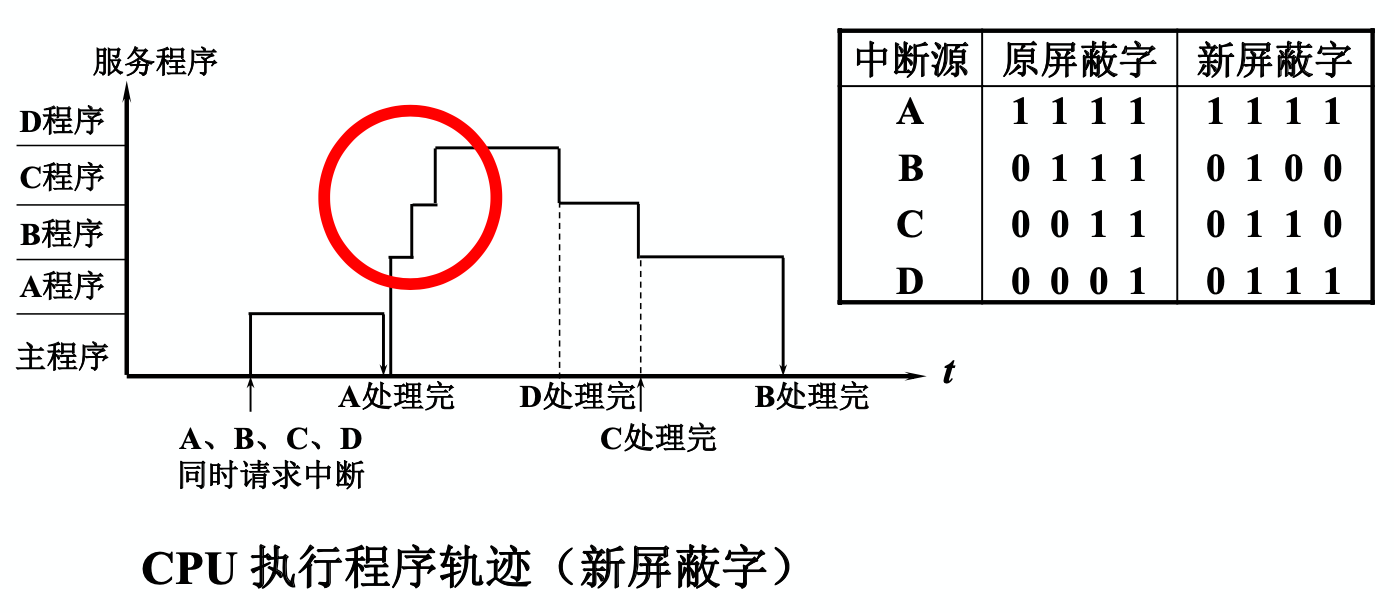 服务程序
D程序
C程序
B程序
A程序
主程序
t
A处理完
D处理完
B处理完
A、B、C、D
同时请求中断
C处理完
中断源 原屏蔽字 新屏蔽字
A 1 1 1 1 1 1 1 1
B 0 1 1 1 0 1 0 0
C 0 0 1 1 0 1 1 0
D 0 0 0 1 0 1 1 1
CPU 执行程序轨迹（新屏蔽字）